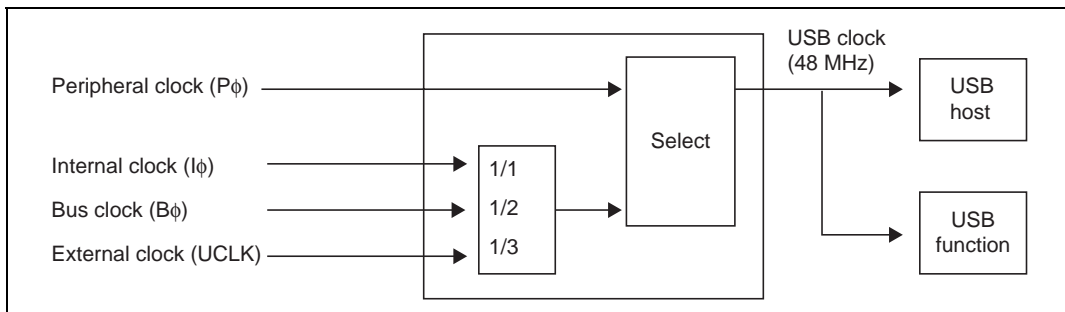 Peripheral clock (Pϕ)
Internal clock (Iϕ)
Bus clock (Bϕ)
External clock (UCLK)
1/1
1/2
1/3
Select
USB clock
(48 MHz)
USB
host
USB
function